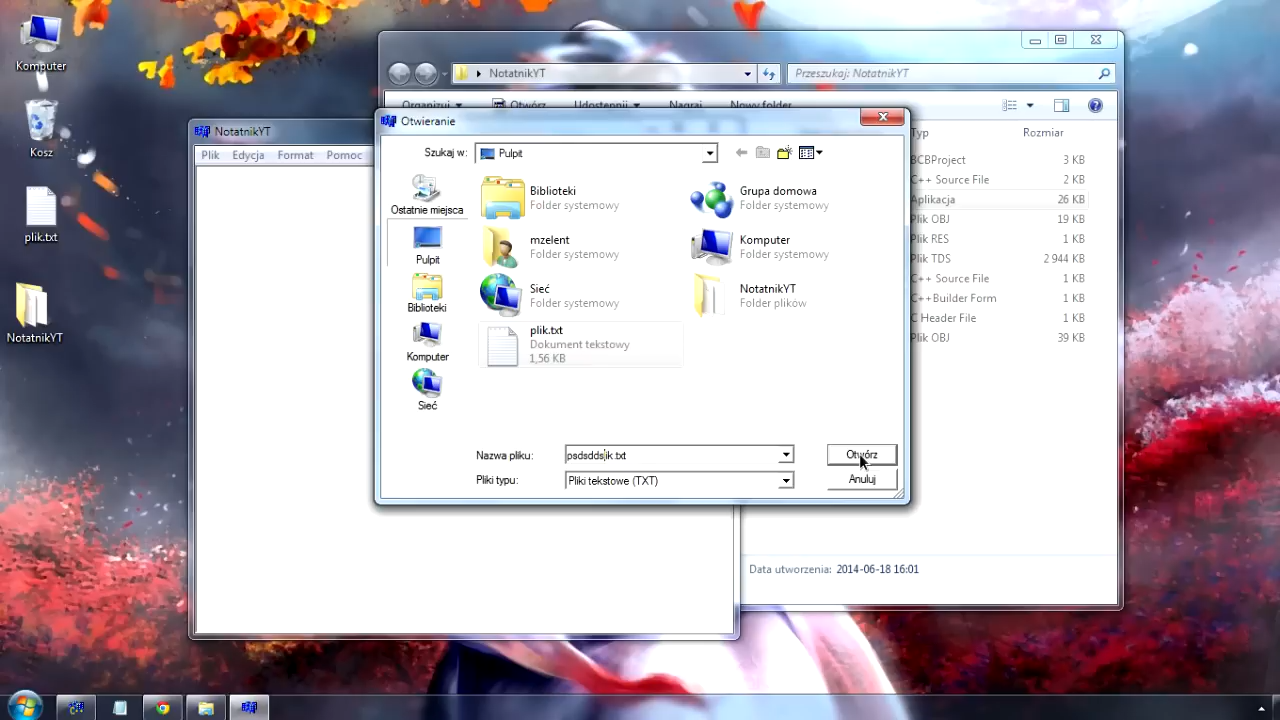 Komputer
Kosz
plik.txt
NotatnikYT
NotatnikYT
Przeszukaj: NotatnikYT
Organizuj
Otwórz
Udostępnij
Nagraj
Nowy folder
Typ
Rozmiar
BCBProject
3 KB
C++ Source File
2 KB
Aplikacja
26 KB
Plik OBJ
19 KB
Plik RES
1 KB
Plik TDS
2 944 KB
C++ Source File
1 KB
C++Builder Form
1 KB
C Header File
1 KB
Plik OBJ
39 KB
Data utworzenia: 2014-06-18 16:01
NotatnikYT
Plik Edycja Format Pomoc
Otwieranie
Szukaj w:
Pulpit
Ostatnie miejsca
Pulpit
Biblioteki
Komputer
Sieć
Biblioteki
Folder systemowy
Grupa domowa
Folder systemowy
mzelent
Folder systemowy
Komputer
Folder systemowy
Sieć
Folder systemowy
NotatnikYT
Folder plików
plik.txt
Dokument tekstowy
1,56 KB
Nazwa pliku:
psdsddsik.txt
Otwórz
Pliki typu:
Pliki tekstowe (TXT)
Anuluj